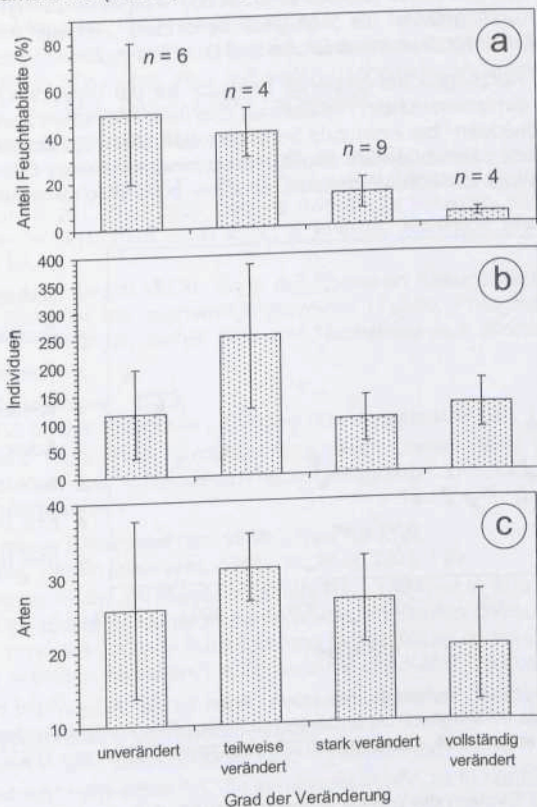 a
Anteil Feuchthabitate (%)
80
60
40
20
0
n = 6
n = 4
n = 9
n = 4
b
Individuen
400
350
300
250
200
150
100
50
0
c
Arten
40
30
20
10
unverändert
teilweise
verändert
stark verändert
vollständig
verändert
Grad der Veränderung